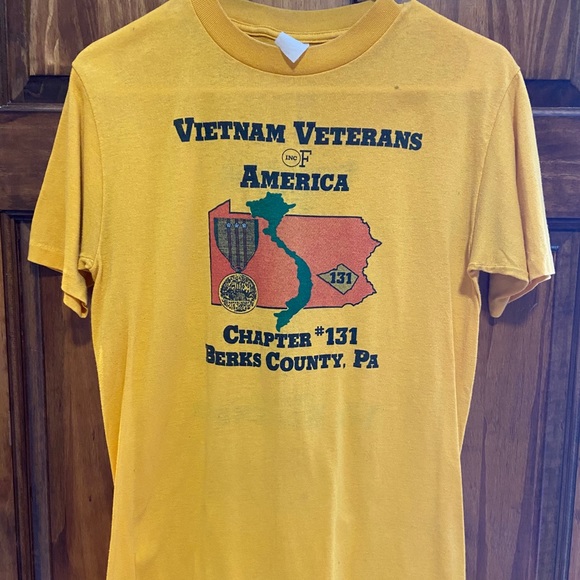 VIETNAM VETERANS
INC OF
AMERICA
131
CHAPTER #131
BERKS COUNTY, PA